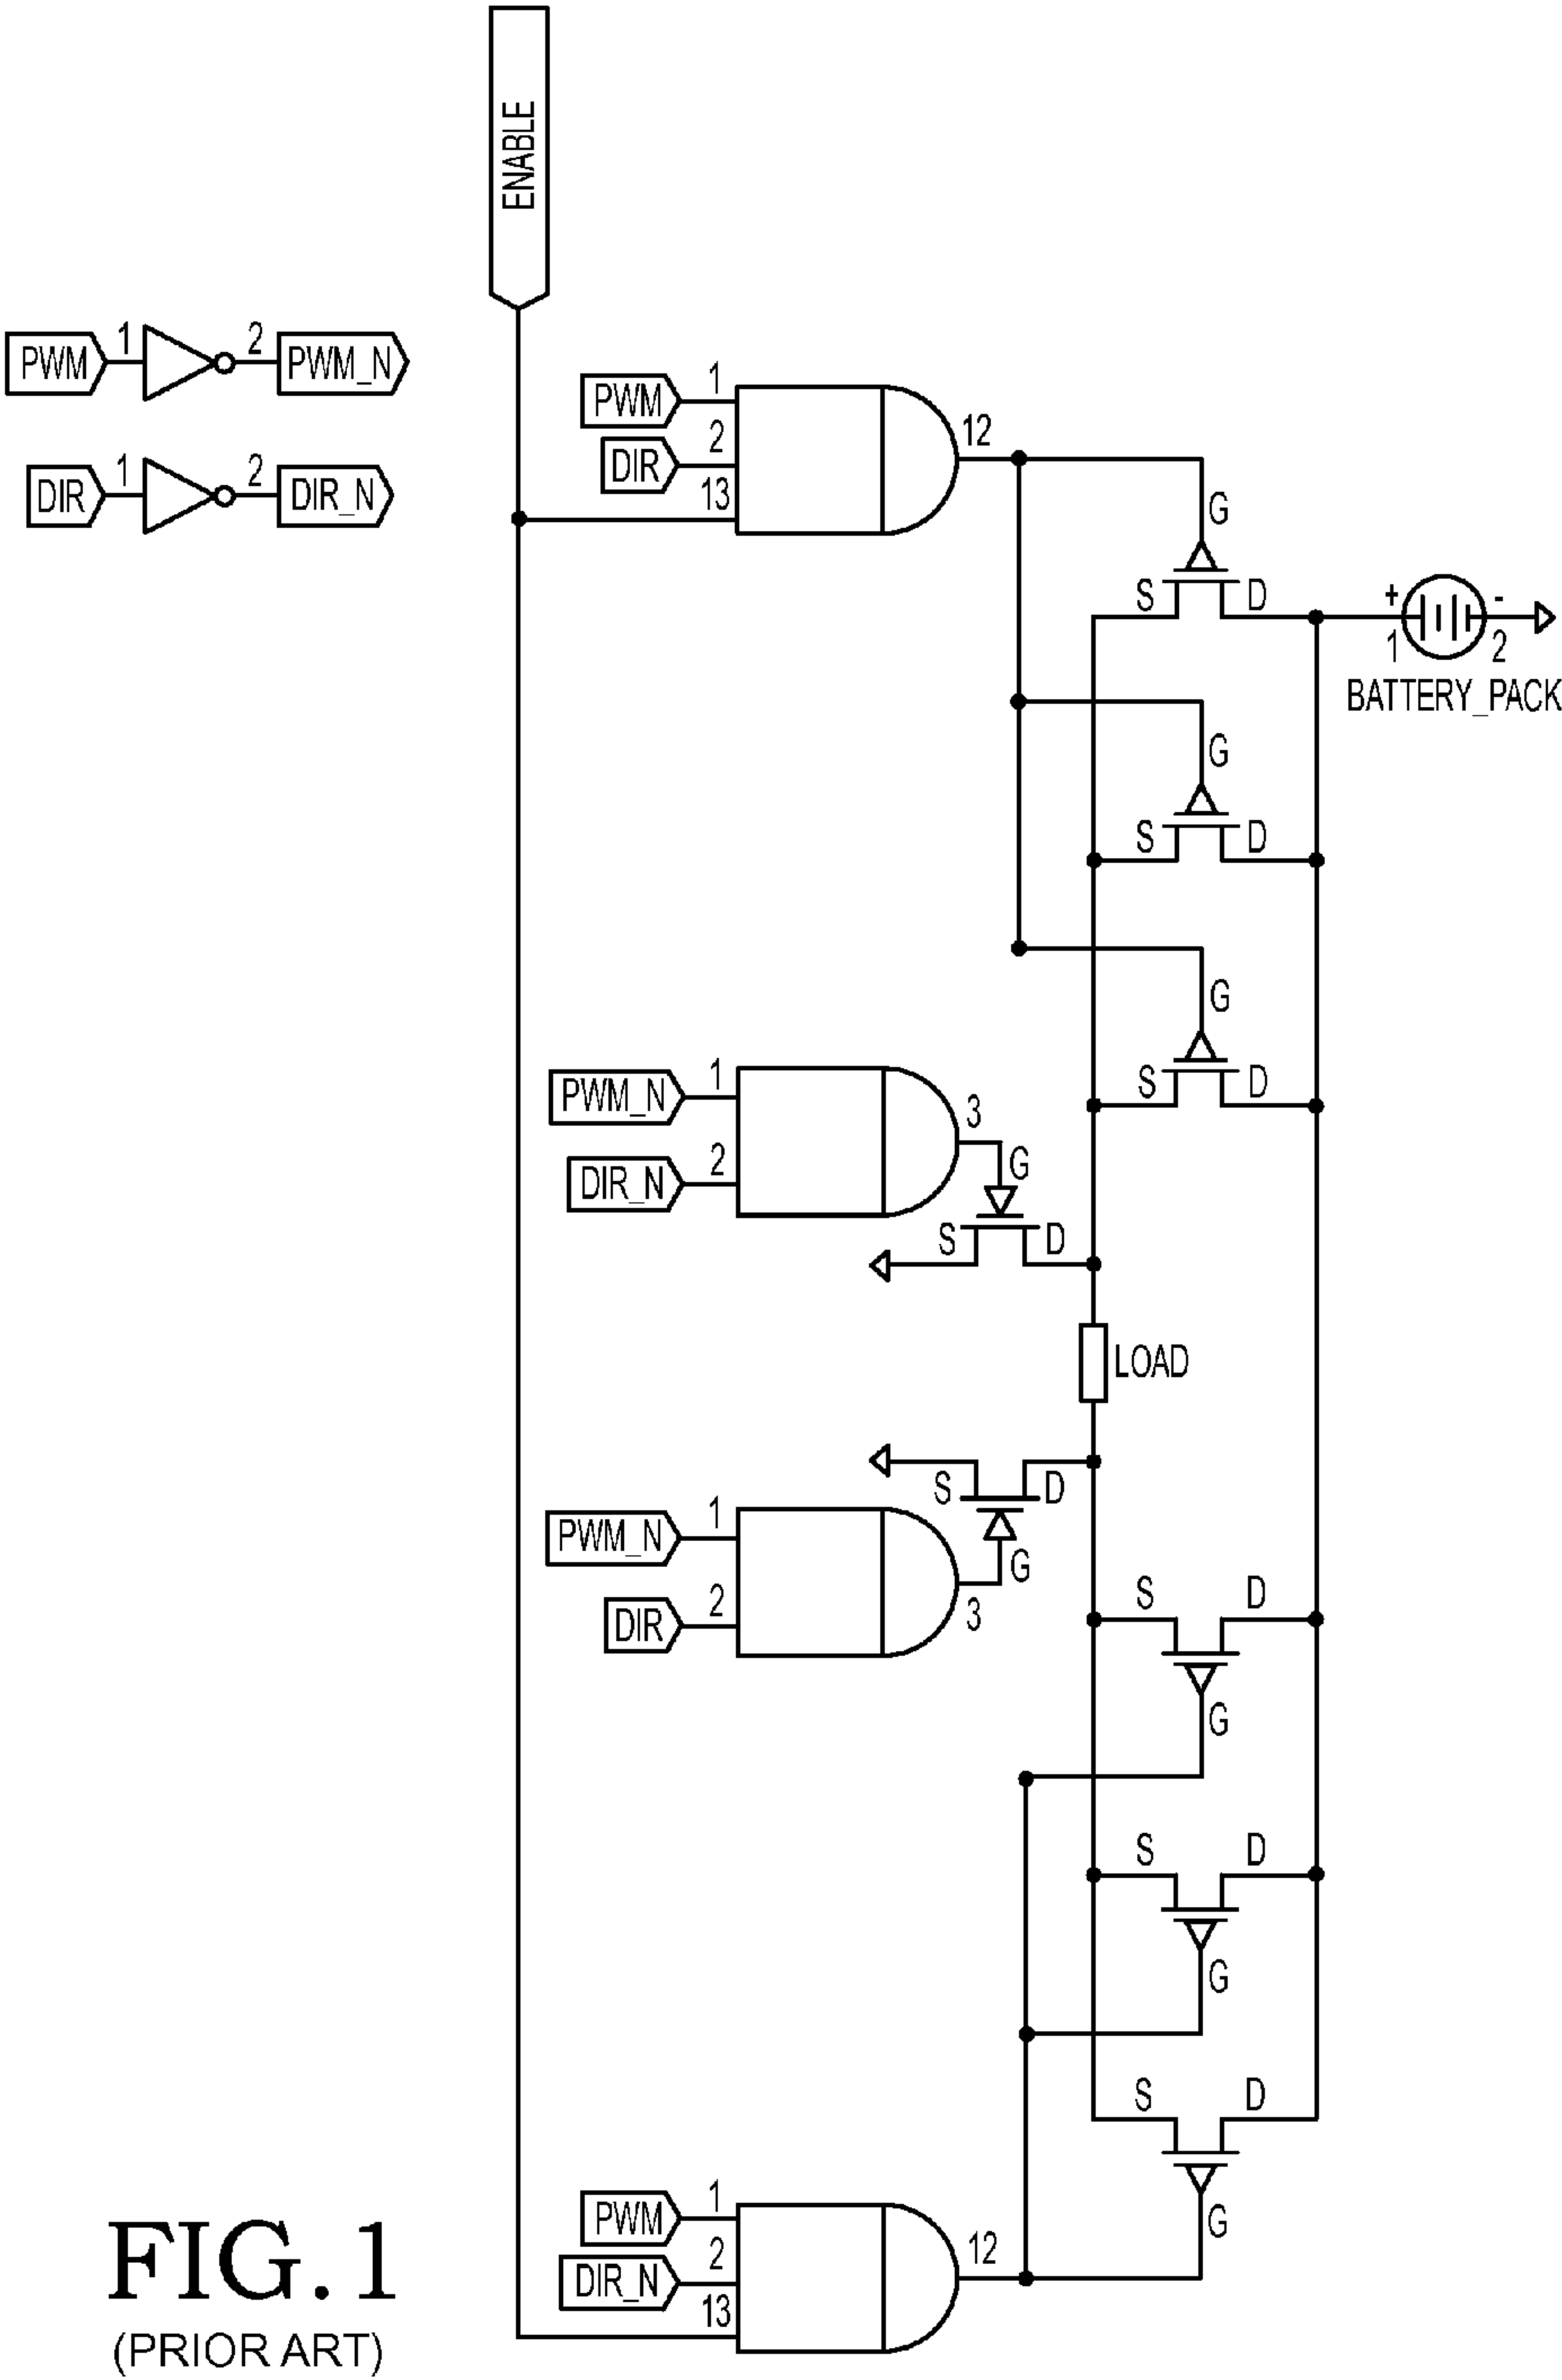 ENABLE
PWM 1 2 PWM_N
DIR 1 2 DIR_N
PWM 1
DIR 2
13
12
G
S D
+ -
1 2
BATTERY_PACK
G
S D
G
S D
PWM_N 1
DIR_N 2
3
G
S D
LOAD
S D
G
PWM_N 1
DIR 2
3
S D
G
S D
G
S D
G
PWM 1
DIR_N 2
13
12
FIG. 1
(PRIOR ART)